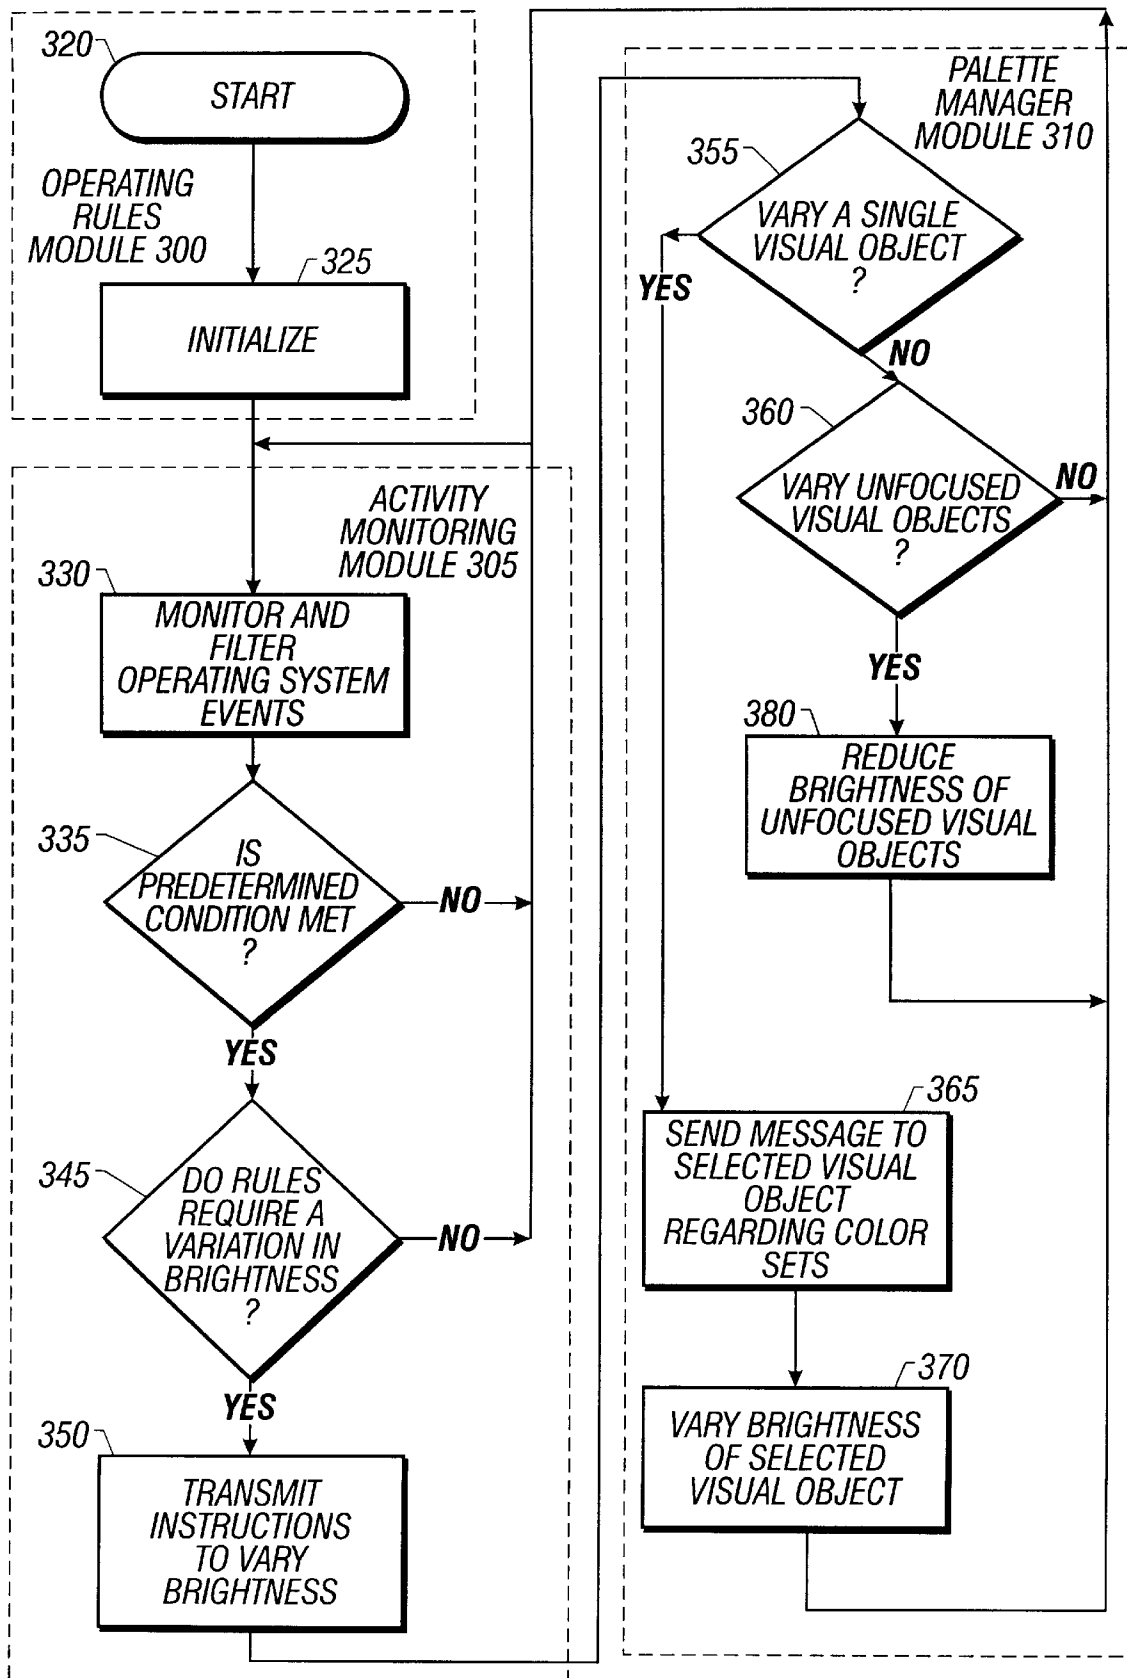 320
START
OPERATING
RULES
MODULE 300
325
INITIALIZE
ACTIVITY
MONITORING
MODULE 305
330
MONITOR AND
FILTER
OPERATING SYSTEM
EVENTS
335
IS
PREDETERMINED
CONDITION MET
?
NO
YES
345
DO RULES
REQUIRE A
VARIATION IN
BRIGHTNESS
?
NO
YES
350
TRANSMIT
INSTRUCTIONS
TO VARY
BRIGHTNESS
PALETTE
MANAGER
MODULE 310
355
VARY A SINGLE
VISUAL OBJECT
?
YES
NO
360
VARY UNFOCUSED
VISUAL OBJECTS
?
NO
YES
380
REDUCE
BRIGHTNESS OF
UNFOCUSED VISUAL
OBJECTS
365
SEND MESSAGE TO
SELECTED VISUAL
OBJECT
REGARDING COLOR
SETS
370
VARY BRIGHTNESS
OF SELECTED
VISUAL OBJECT